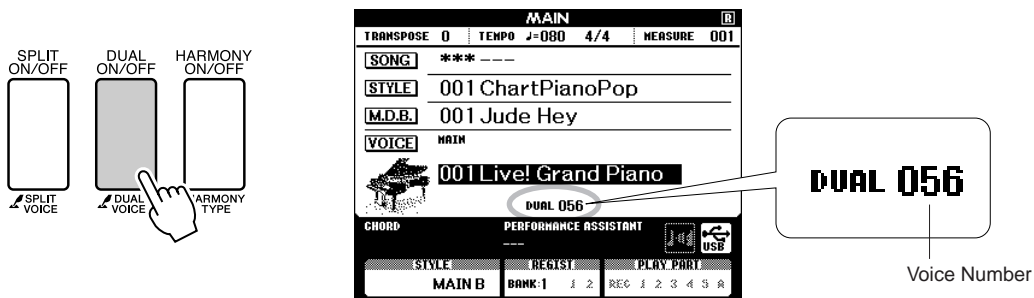 SPLIT ON/OFF
DUAL ON/OFF
HARMONY ON/OFF
SPLIT VOICE
DUAL VOICE
ARMONY TYPE
MAIN R
TRANSPOSE 0 TEMPO ♩=080 4/4 MEASURE 001
SONG ***---
STYLE 001 ChartPianoPop
M.D.B. 001 Jude Hey
VOICE MAIN
001 Live! Grand Piano
DUAL 056
CHORD PERFORMANCE ASSISTANT
---
USB
STYLE REGIST PLAY PART
MAIN B BANK:1 1 2 REC 1 2 3 4 5 A
DUAL 056
Voice Number